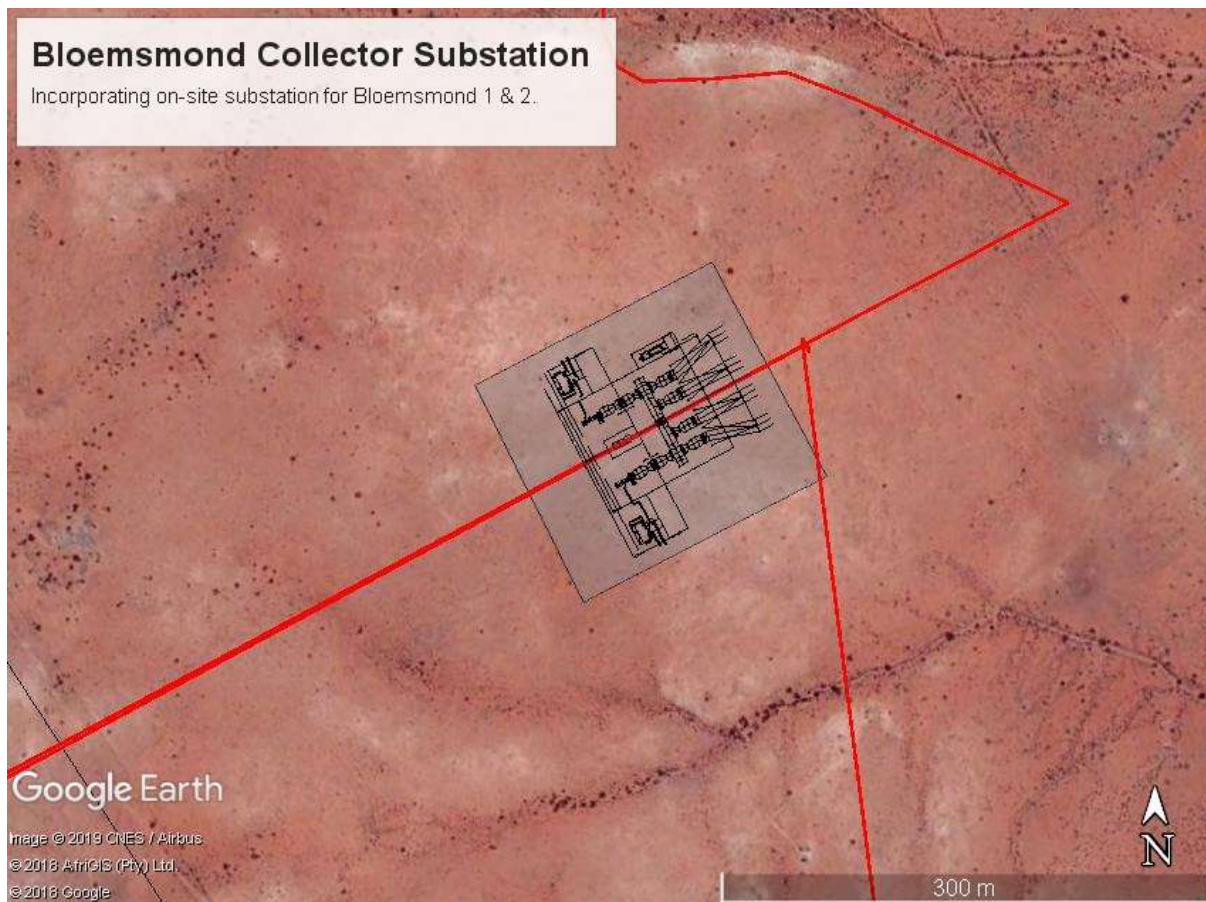 Bloemsmond Collector Substation
Incorporating on-site substation for Bloemsmond 1 & 2.
Google Earth
Image © 2019 CNES / Airbus
© 2018 AfriGIS (Pty) Ltd.
© 2018 Google
N
300 m